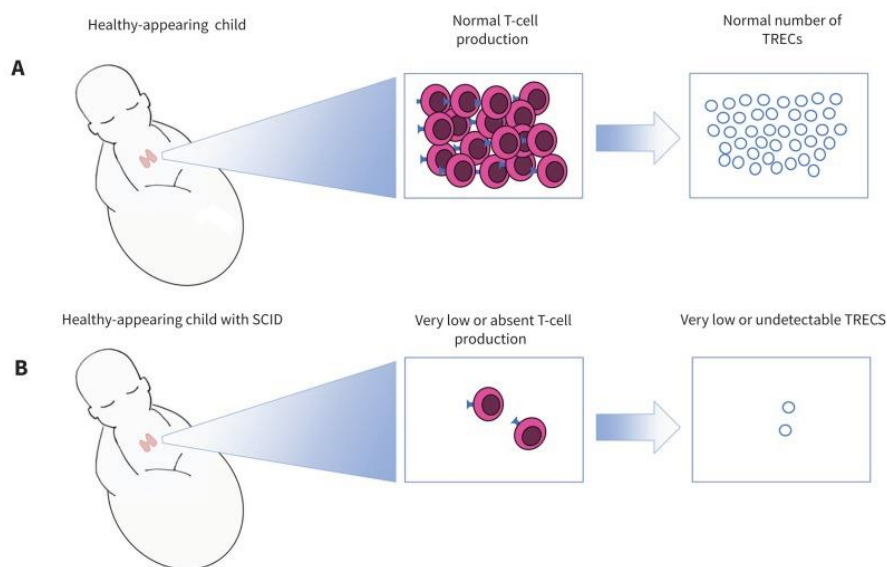 Healthy-appearing child
Normal T-cell
production
Normal number of
TRECs
A
Healthy-appearing child with SCID
Very low or absent T-cell
production
Very low or undetectable TRECS
B